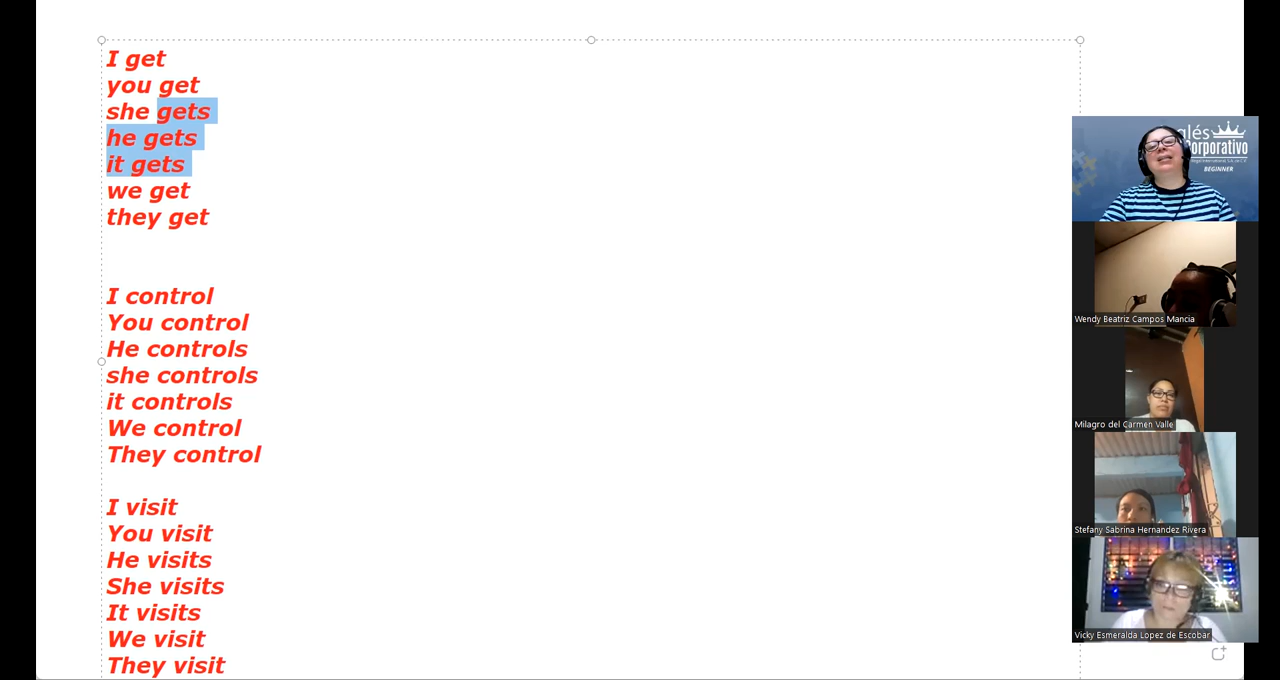 I get
you get
she gets
he gets
it gets
we get
they get
I control
You control
He controls
she controls
it controls
We control
They control
I visit
You visit
He visits
She visits
It visits
We visit
They visit
glés
orporativo
BEGINNER
Wendy Beatriz Campos Mancia
Milagro del Carmen Valle
Stefany Sabrina Hernandez Rivera
Vicky Esmeralda Lopez de Escobar